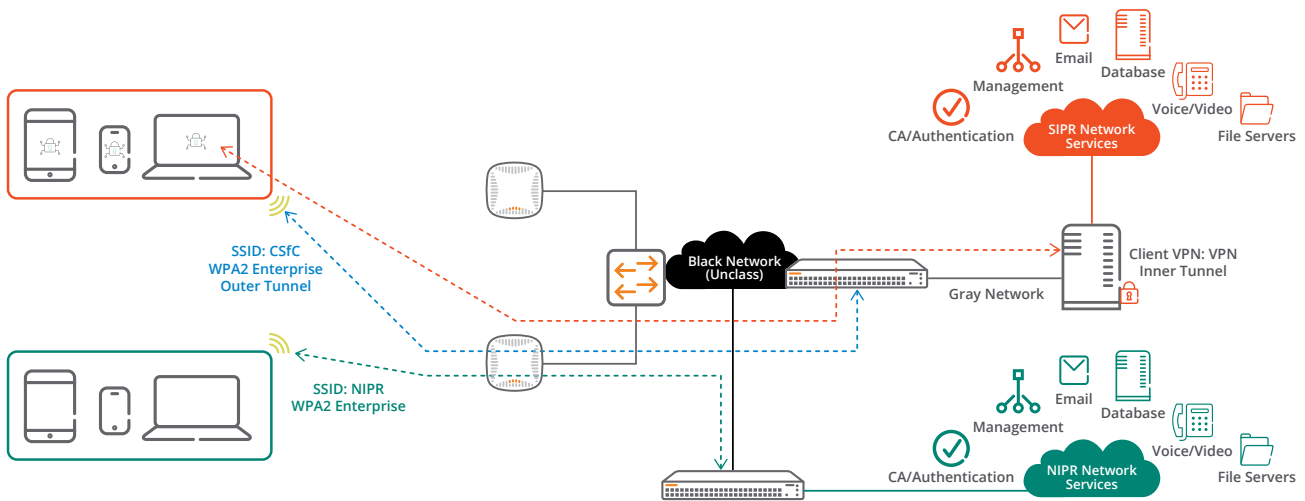 Management
Email
Database
Voice/Video
CA/Authentication
SIPR Network
Services
File Servers
SSID: CSfC
WPA2 Enterprise
Outer Tunnel
Black Network
(Unclass)
Client VPN: VPN
Inner Tunnel
Gray Network
SSID: NIPR
WPA2 Enterprise
Management
Email
Database
Voice/Video
CA/Authentication
NIPR Network
Services
File Servers